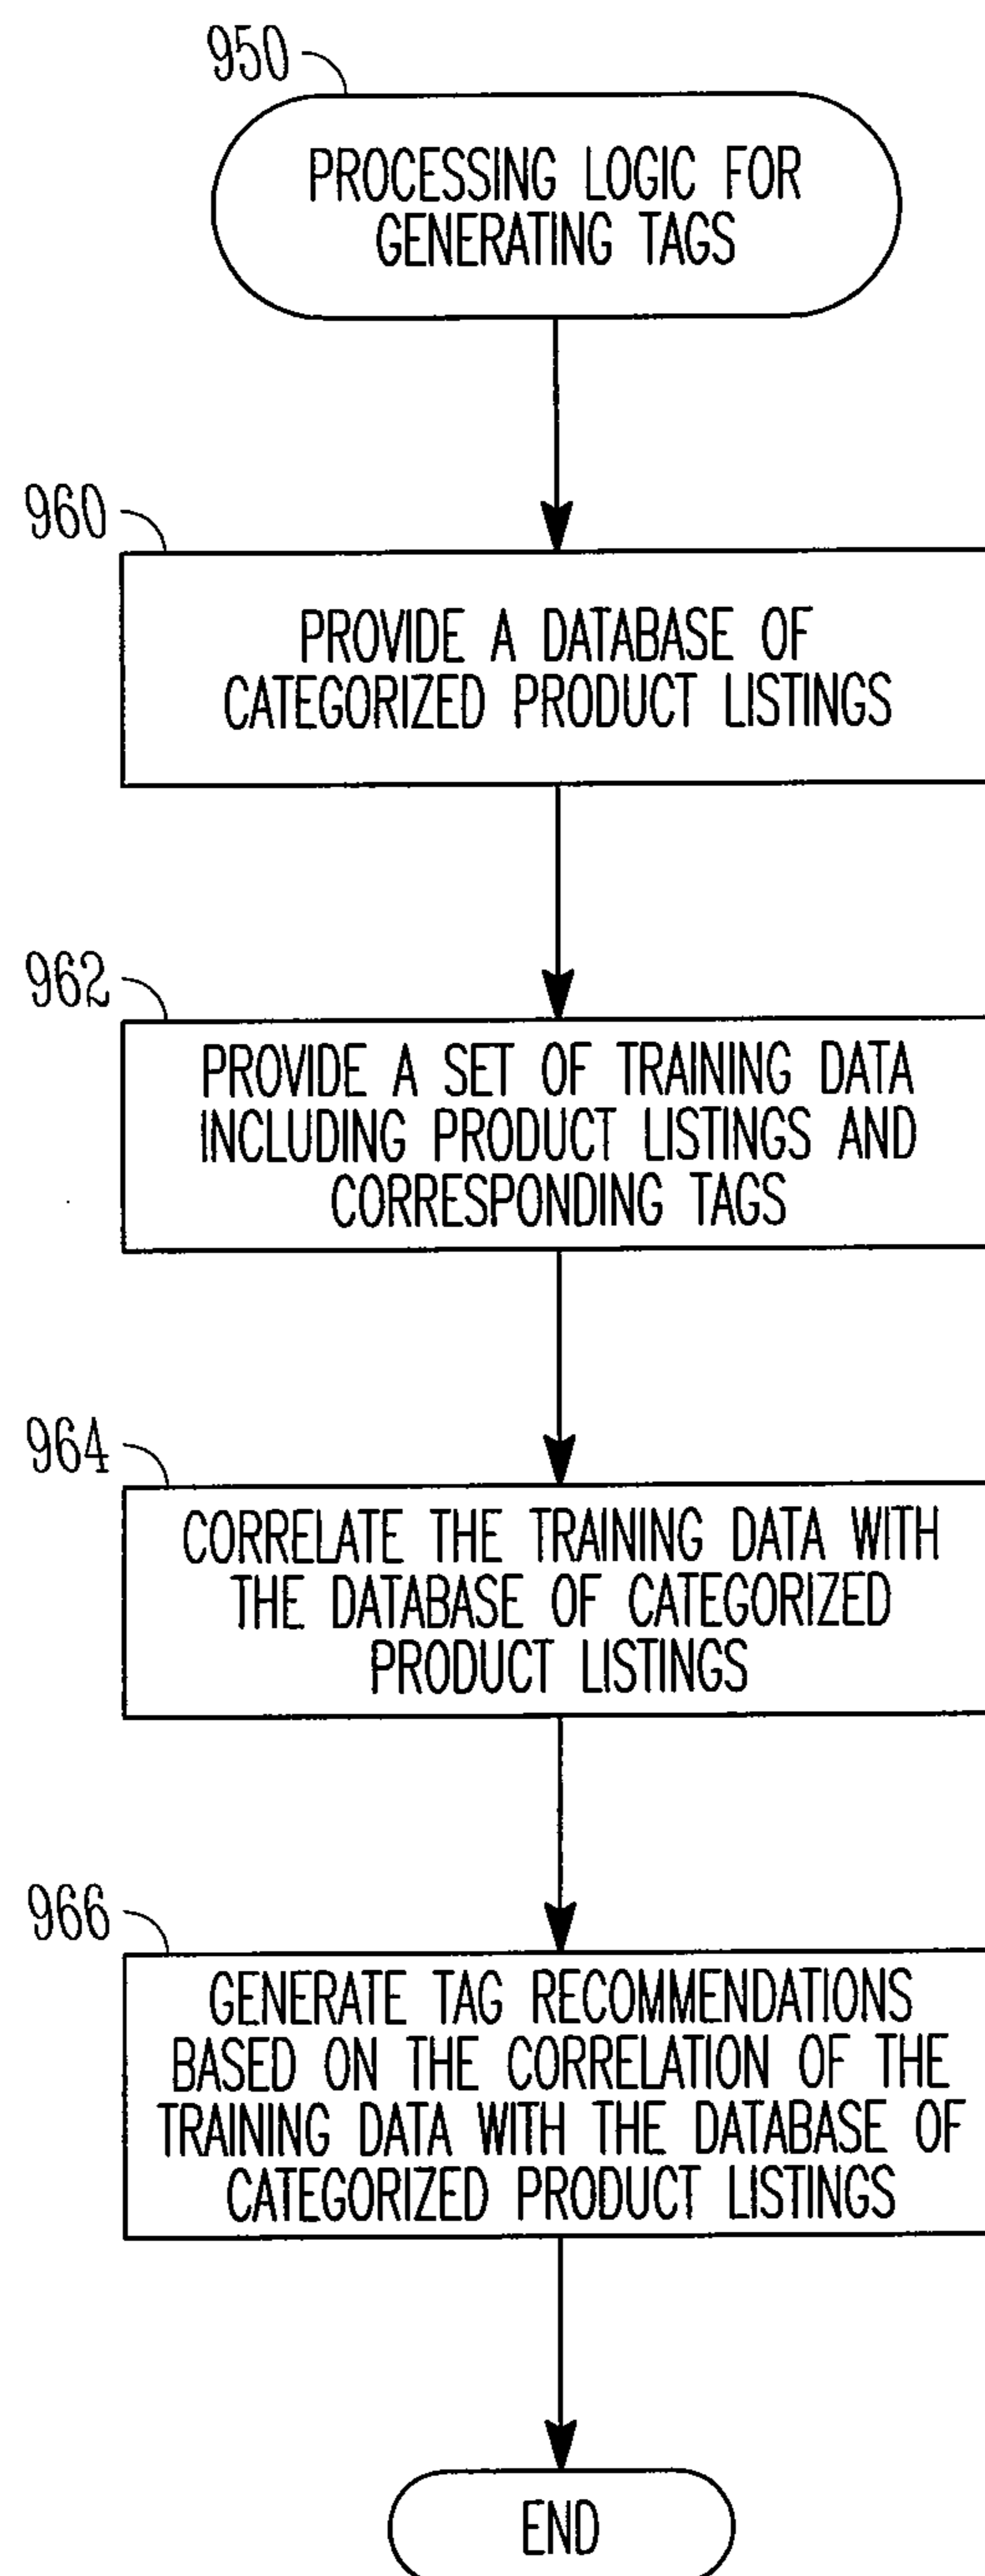 950
PROCESSING LOGIC FOR
GENERATING TAGS
960
PROVIDE A DATABASE OF
CATEGORIZED PRODUCT LISTINGS
962
PROVIDE A SET OF TRAINING DATA
INCLUDING PRODUCT LISTINGS AND
CORRESPONDING TAGS
964
CORRELATE THE TRAINING DATA WITH
THE DATABASE OF CATEGORIZED
PRODUCT LISTINGS
966
GENERATE TAG RECOMMENDATIONS
BASED ON THE CORRELATION OF THE
TRAINING DATA WITH THE DATABASE OF
CATEGORIZED PRODUCT LISTINGS
END